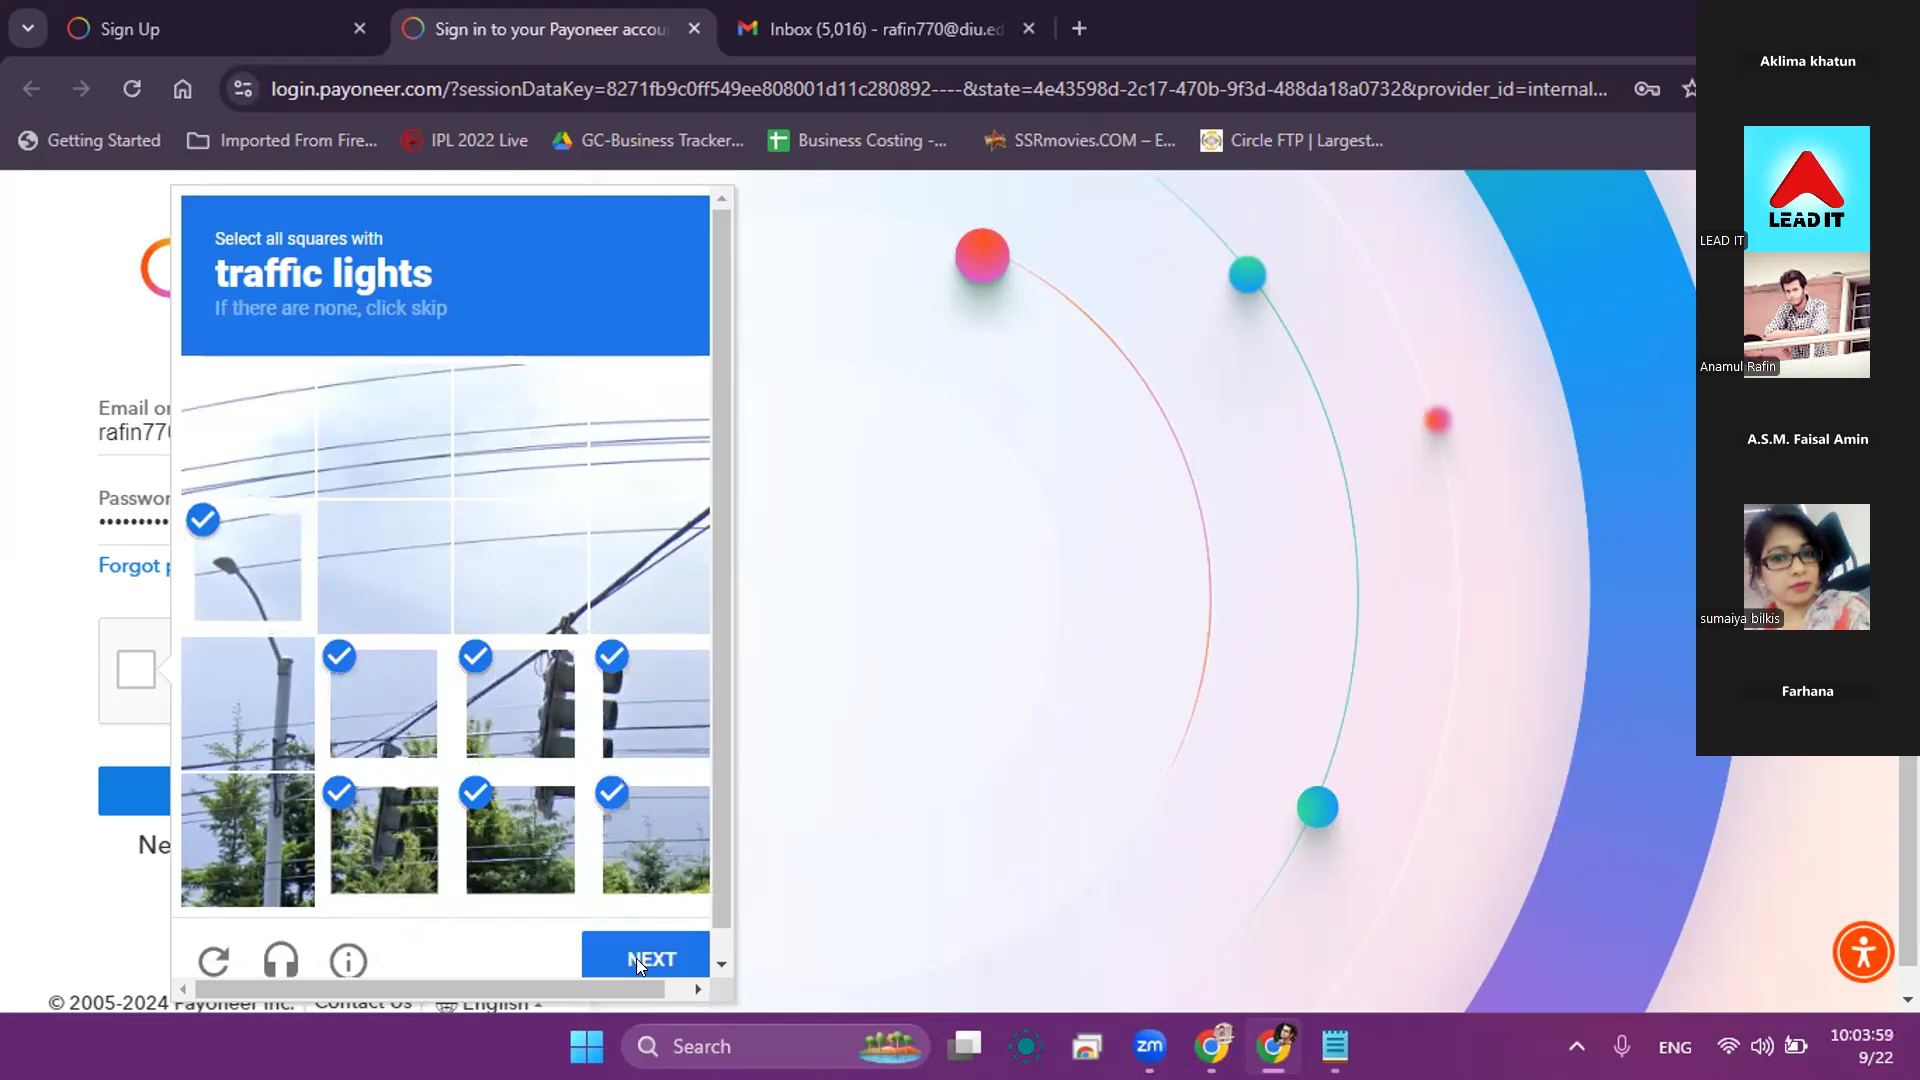 Sign Up
Sign in to your Payoneer accou
Inbox (5,016) - rafin770@diu.ed
login.payoneer.com/?sessionDataKey=8271fb9c0ff549ee808001d11c280892----&state=4e43598d-2c17-470b-9f3d-488da18a0732&provider_id=internal...
Getting Started
Imported From Fire...
IPL 2022 Live
GC-Business Tracker...
Business Costing -...
SSRmovies.COM – E...
Circle FTP | Largest...
Select all squares with
traffic lights
If there are none, click skip
Email or
rafin77
Passwor
Forgot p
Ne
NEXT
© 2005-2024 Payoneer Inc.
Contact Us
English
Aklima khatun
LEAD IT
LEAD IT
Anamul Rafin
A.S.M. Faisal Amin
sumaiya bilkis
Farhana
Search
zm
ENG
10:03:59
9/22